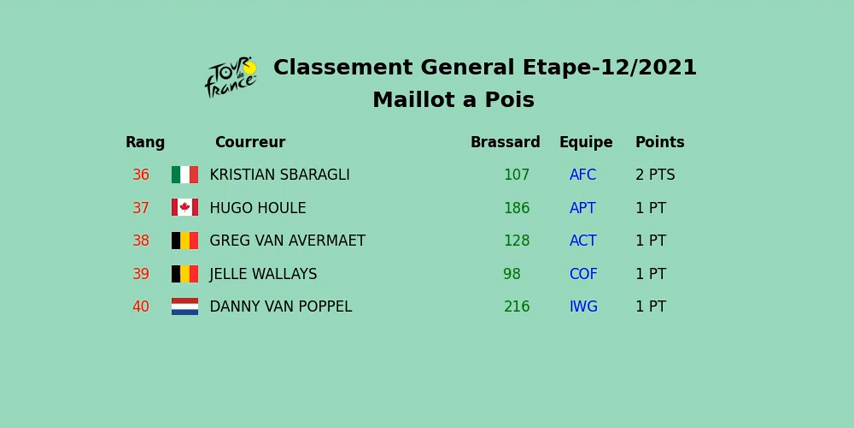 TOUR de france
Classement General Etape-12/2021
Maillot a Pois
Rang Courreur Brassard Equipe Points
36 KRISTIAN SBARAGLI 107 AFC 2 PTS
37 HUGO HOULE 186 APT 1 PT
38 GREG VAN AVERMAET 128 ACT 1 PT
39 JELLE WALLAYS 98 COF 1 PT
40 DANNY VAN POPPEL 216 IWG 1 PT